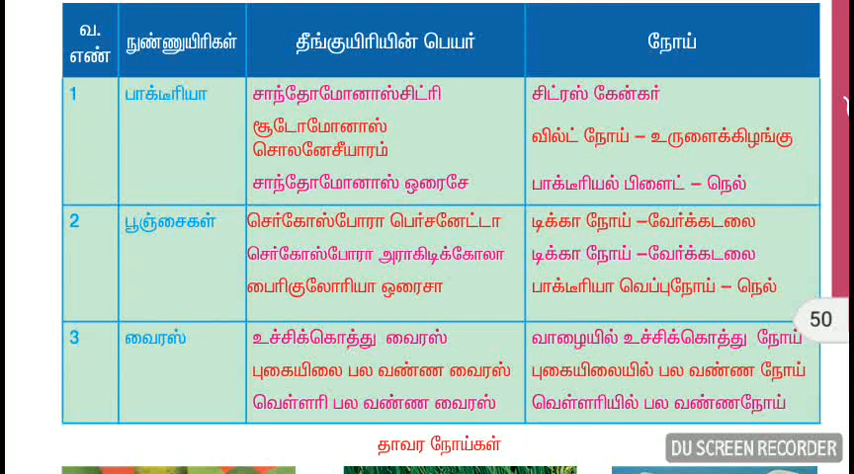 வ. எண்
நுண்ணுயிரிகள்
தீங்குயிரியின் பெயர்
நோய்
1
பாக்டீரியா
சாந்தோமோனாஸ்சிட்ரி
சிட்ரஸ் கேன்கர்
சூடோமோனாஸ்
சொலனேசீயாரம்
வில்ட் நோய் – உருளைக்கிழங்கு
சாந்தோமோனாஸ் ஒரைசே
பாக்டீரியல் பிளைட் – நெல்
2
பூஞ்சைகள்
செர்கோஸ்போரா பெர்சனேட்டா
டிக்கா நோய் –வேர்க்கடலை
செர்கோஸ்போரா அராகிடிக்கோலா
டிக்கா நோய் –வேர்க்கடலை
பைரிகுலோரியா ஒரைசா
பாக்டீரியா வெப்புநோய் – நெல்
50
3
வைரஸ்
உச்சிக்கொத்து வைரஸ்
வாழையில் உச்சிக்கொத்து நோய்
புகையிலை பல வண்ண வைரஸ்
புகையிலையில் பல வண்ண நோய்
வெள்ளரி பல வண்ண வைரஸ்
வெள்ளரியில் பல வண்ணநோய்
தாவர நோய்கள்
DU SCREEN RECORDER